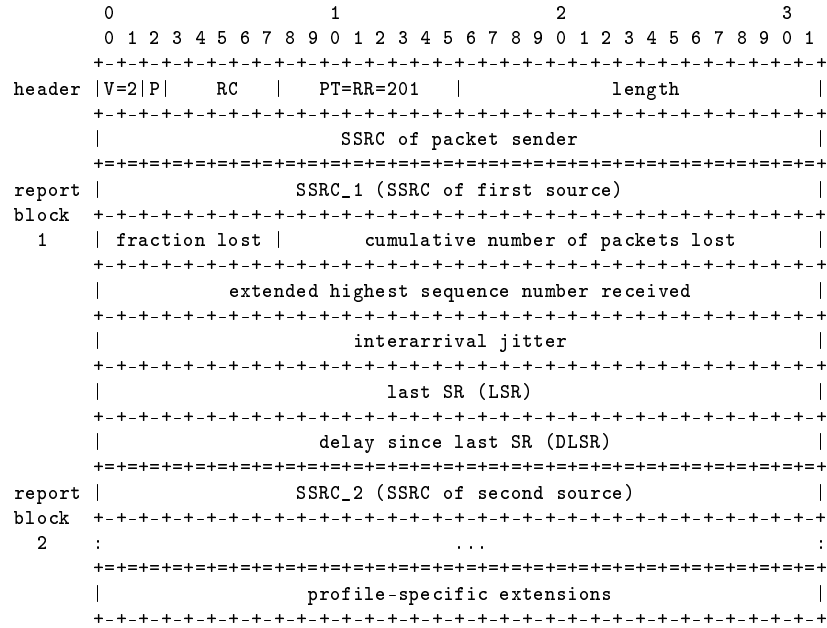 0                   1                   2                   3
                0 1 2 3 4 5 6 7 8 9 0 1 2 3 4 5 6 7 8 9 0 1 2 3 4 5 6 7 8 9 0 1
               +-+-+-+-+-+-+-+-+-+-+-+-+-+-+-+-+-+-+-+-+-+-+-+-+-+-+-+-+-+-+-+-+
header |V=2|P|    RC   |   PT=RR=201   |             length            |
       +-+-+-+-+-+-+-+-+-+-+-+-+-+-+-+-+-+-+-+-+-+-+-+-+-+-+-+-+-+-+-+-+
       |                     SSRC of packet sender                     |
       +=+=+=+=+=+=+=+=+=+=+=+=+=+=+=+=+=+=+=+=+=+=+=+=+=+=+=+=+=+=+=+=+
report |                 SSRC_1 (SSRC of first source)                 |
block  +-+-+-+-+-+-+-+-+-+-+-+-+-+-+-+-+-+-+-+-+-+-+-+-+-+-+-+-+-+-+-+-+
  1    | fraction lost |       cumulative number of packets lost       |
       +-+-+-+-+-+-+-+-+-+-+-+-+-+-+-+-+-+-+-+-+-+-+-+-+-+-+-+-+-+-+-+-+
       |           extended highest sequence number received           |
       +-+-+-+-+-+-+-+-+-+-+-+-+-+-+-+-+-+-+-+-+-+-+-+-+-+-+-+-+-+-+-+-+
       |                      interarrival jitter                      |
       +-+-+-+-+-+-+-+-+-+-+-+-+-+-+-+-+-+-+-+-+-+-+-+-+-+-+-+-+-+-+-+-+
       |                         last SR (LSR)                         |
       +-+-+-+-+-+-+-+-+-+-+-+-+-+-+-+-+-+-+-+-+-+-+-+-+-+-+-+-+-+-+-+-+
       |                   delay since last SR (DLSR)                  |
       +=+=+=+=+=+=+=+=+=+=+=+=+=+=+=+=+=+=+=+=+=+=+=+=+=+=+=+=+=+=+=+=+
report |                 SSRC_2 (SSRC of second source)                |
block  +-+-+-+-+-+-+-+-+-+-+-+-+-+-+-+-+-+-+-+-+-+-+-+-+-+-+-+-+-+-+-+-+
  2    :                               ...                             :
       +=+=+=+=+=+=+=+=+=+=+=+=+=+=+=+=+=+=+=+=+=+=+=+=+=+=+=+=+=+=+=+=+
       |                  profile-specific extensions                  |
       +-+-+-+-+-+-+-+-+-+-+-+-+-+-+-+-+-+-+-+-+-+-+-+-+-+-+-+-+-+-+-+-+